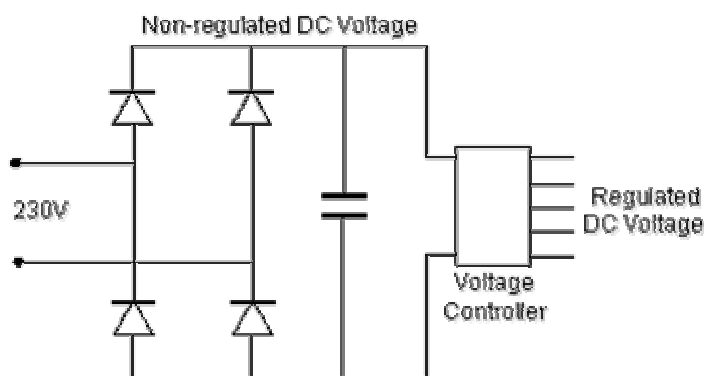 Non-regulated DC Voltage
230V
Regulated
DC Voltage
Voltage
Controller